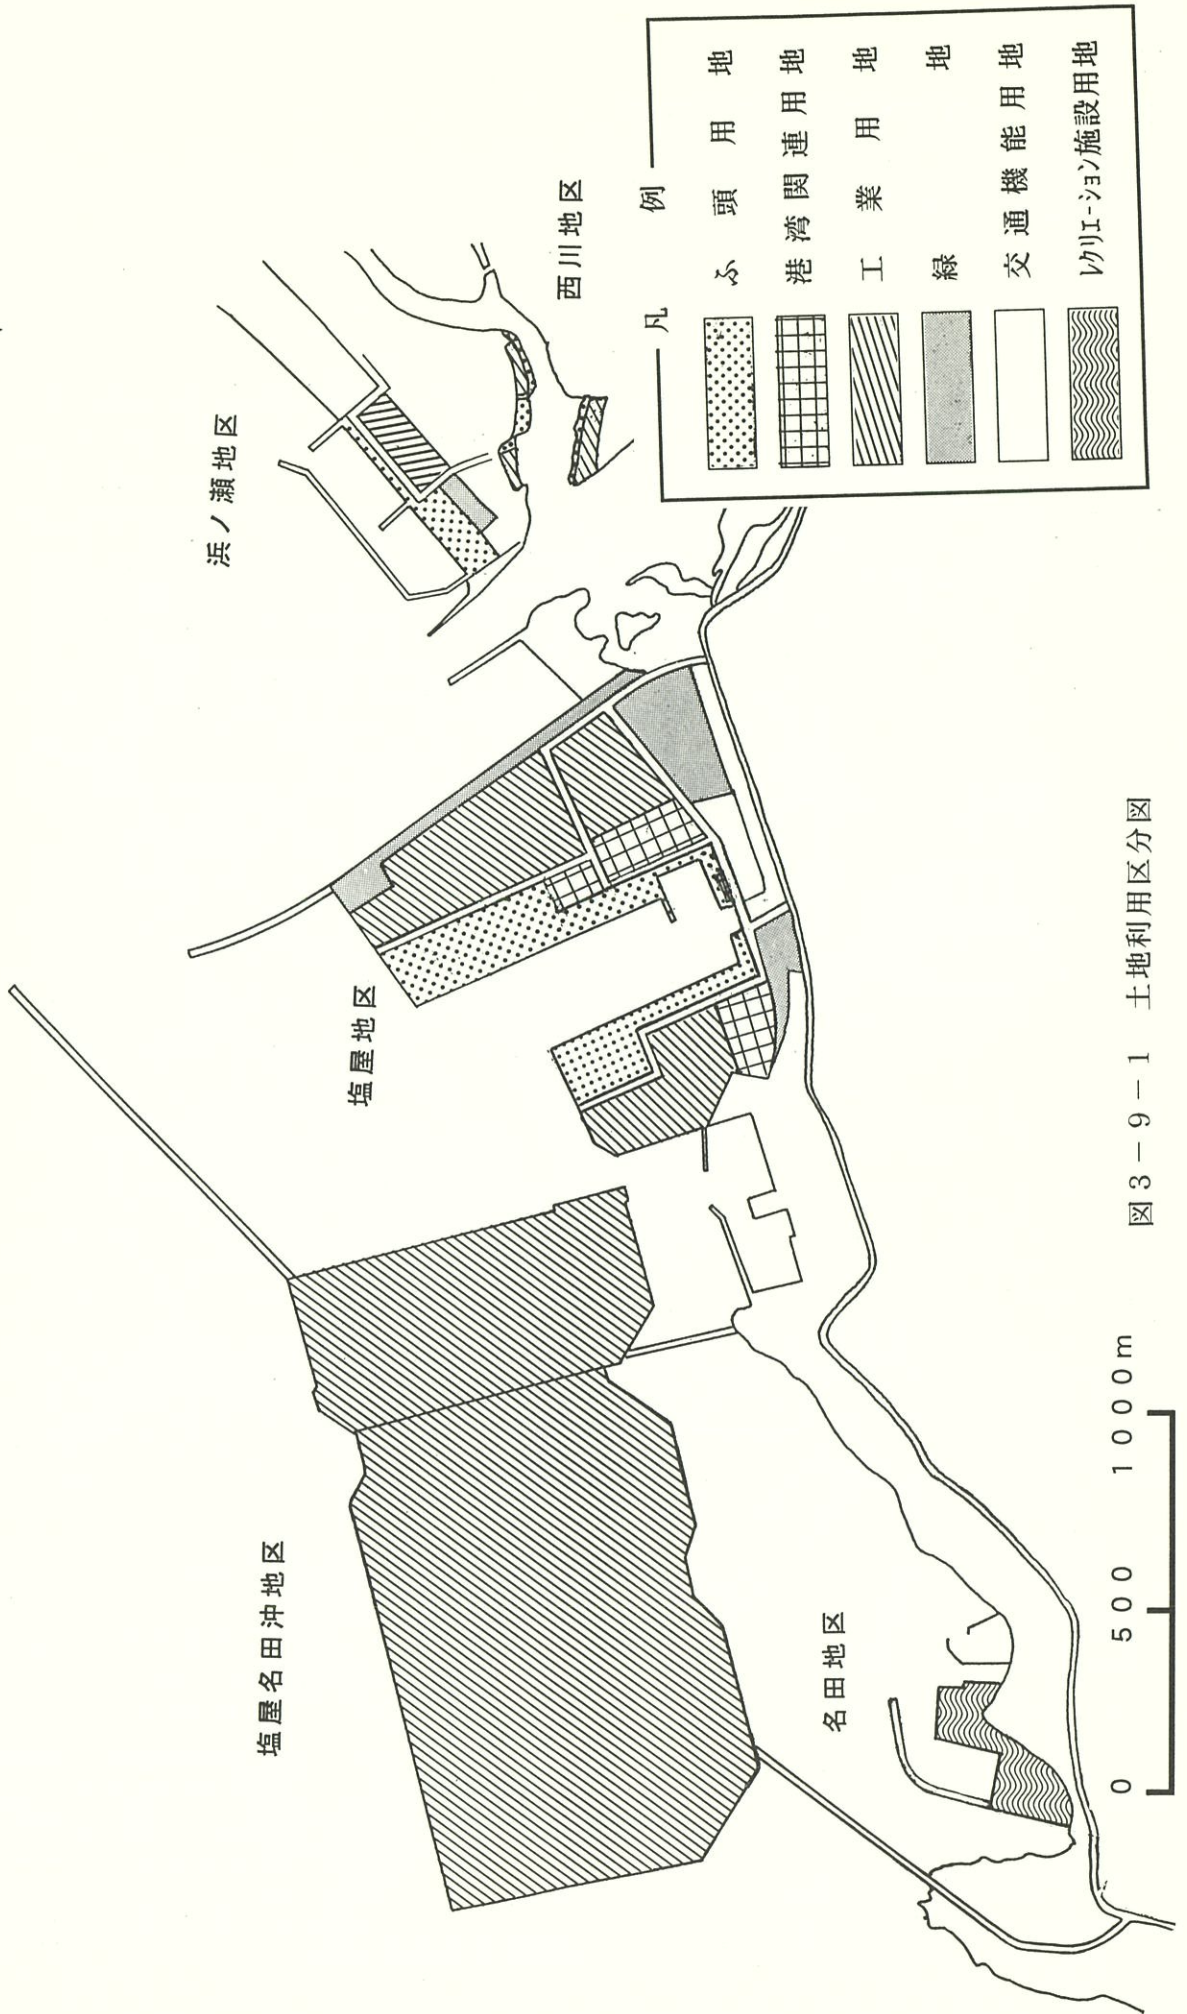 浜ノ瀬地区
西川地区
塩屋地区
塩屋名田沖地区
名田地区
凡例
ふ頭用地
港湾関連用地
工業用地
緑地
交通機能用地
レクリエーション施設用地
0 500 1000m
図3-9-1 土地利用区分図